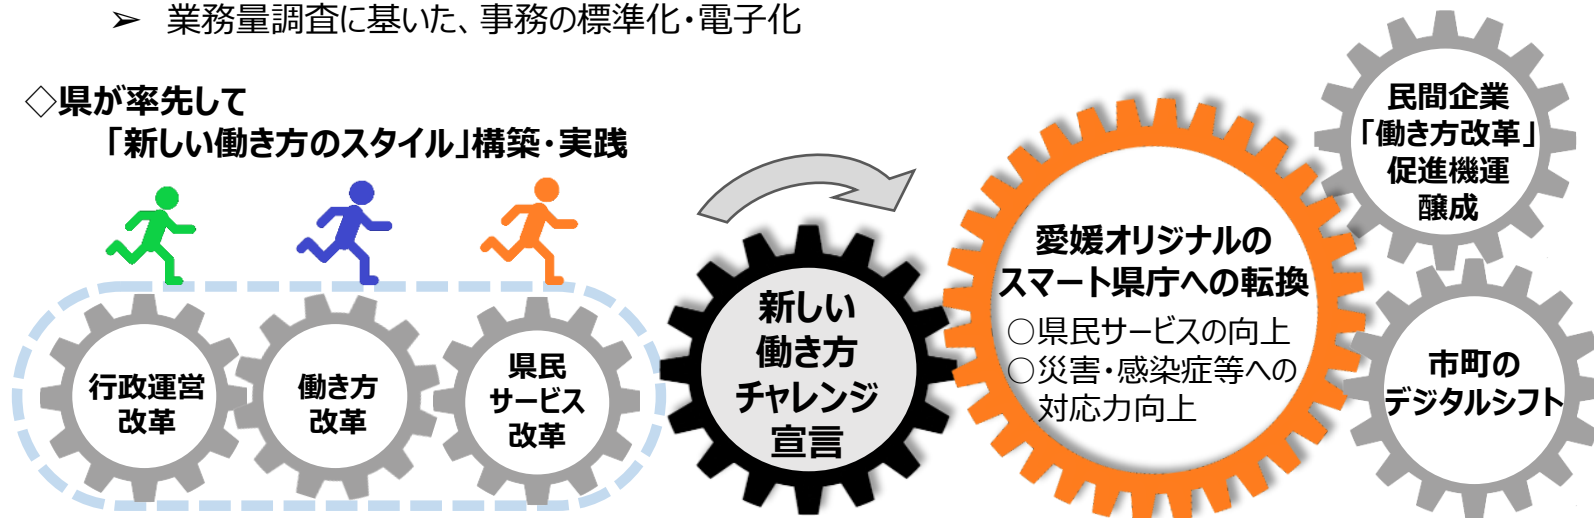 ➢ 業務量調査に基いた、事務の標準化・電子化
◇県が率先して
「新しい働き方のスタイル」構築・実践
行政運営
改革
働き方
改革
県民
サービス
改革
新しい
働き方
チャレンジ
宣言
愛媛オリジナルの
スマート県庁への転換
○県民サービスの向上
○災害・感染症等への
対応力向上
民間企業
「働き方改革」
促進機運
醸成
市町の
デジタルシフト